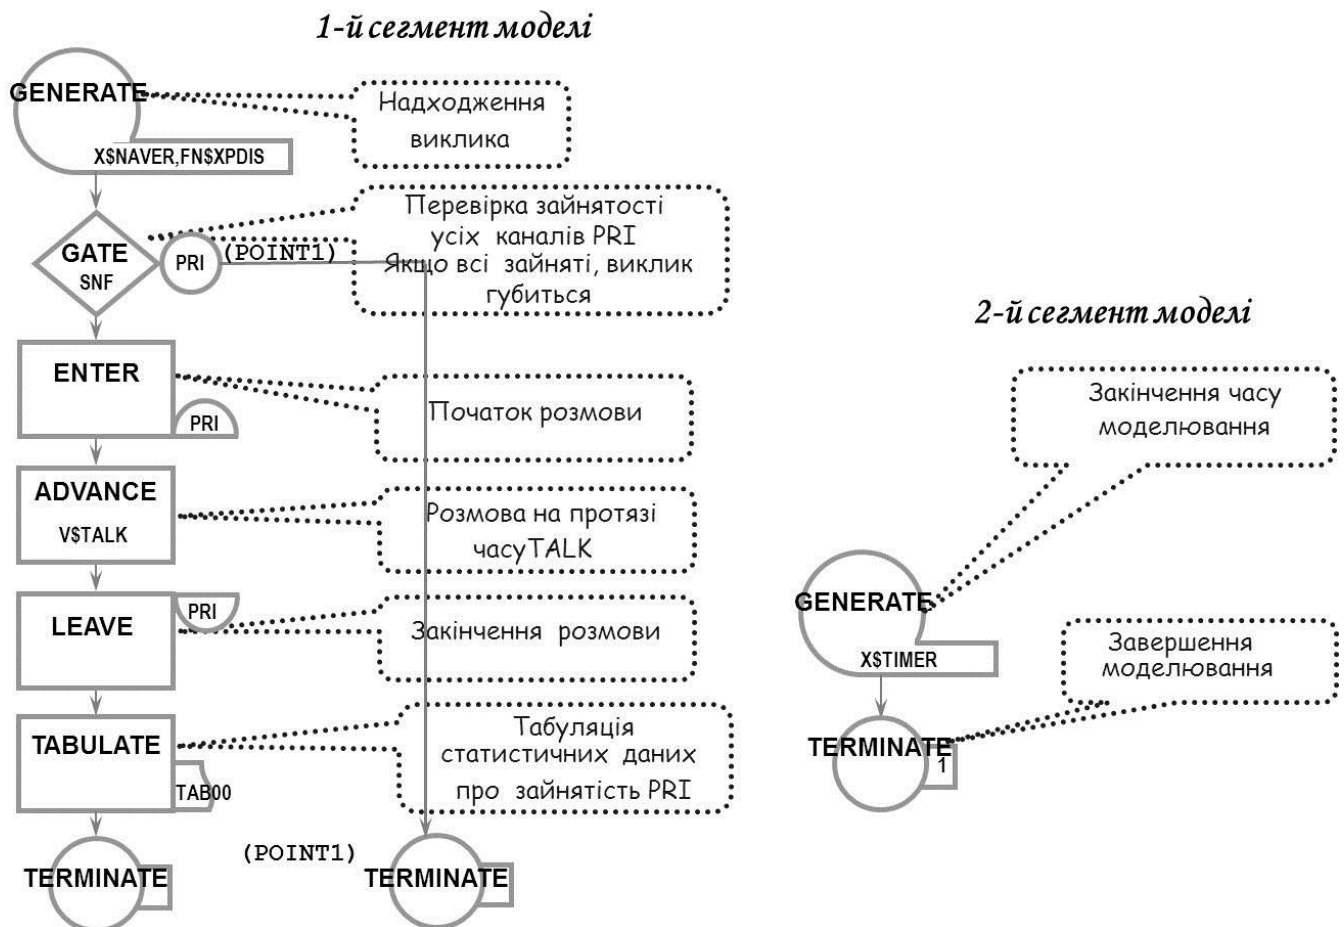 1-й сегмент моделі
GENERATE
X$NAVER,FN$XPDIS
Надходження
виклика
GATE
SNF
PRI
(POINT1)
Перевірка зайнятості
усіх каналів PRI
Якщо всі зайняті, виклик
губиться
ENTER
PRI
Початок розмови
ADVANCE
V$TALK
Розмова на протязі
часу TALK
LEAVE
PRI
Закінчення розмови
TABULATE
TAB00
Табуляція
статистичних даних
про зайнятість PRI
TERMINATE
(POINT1)
TERMINATE
2-й сегмент моделі
Закінчення часу
моделювання
GENERATE
X$TIMER
Завершення
моделювання
TERMINATE
1